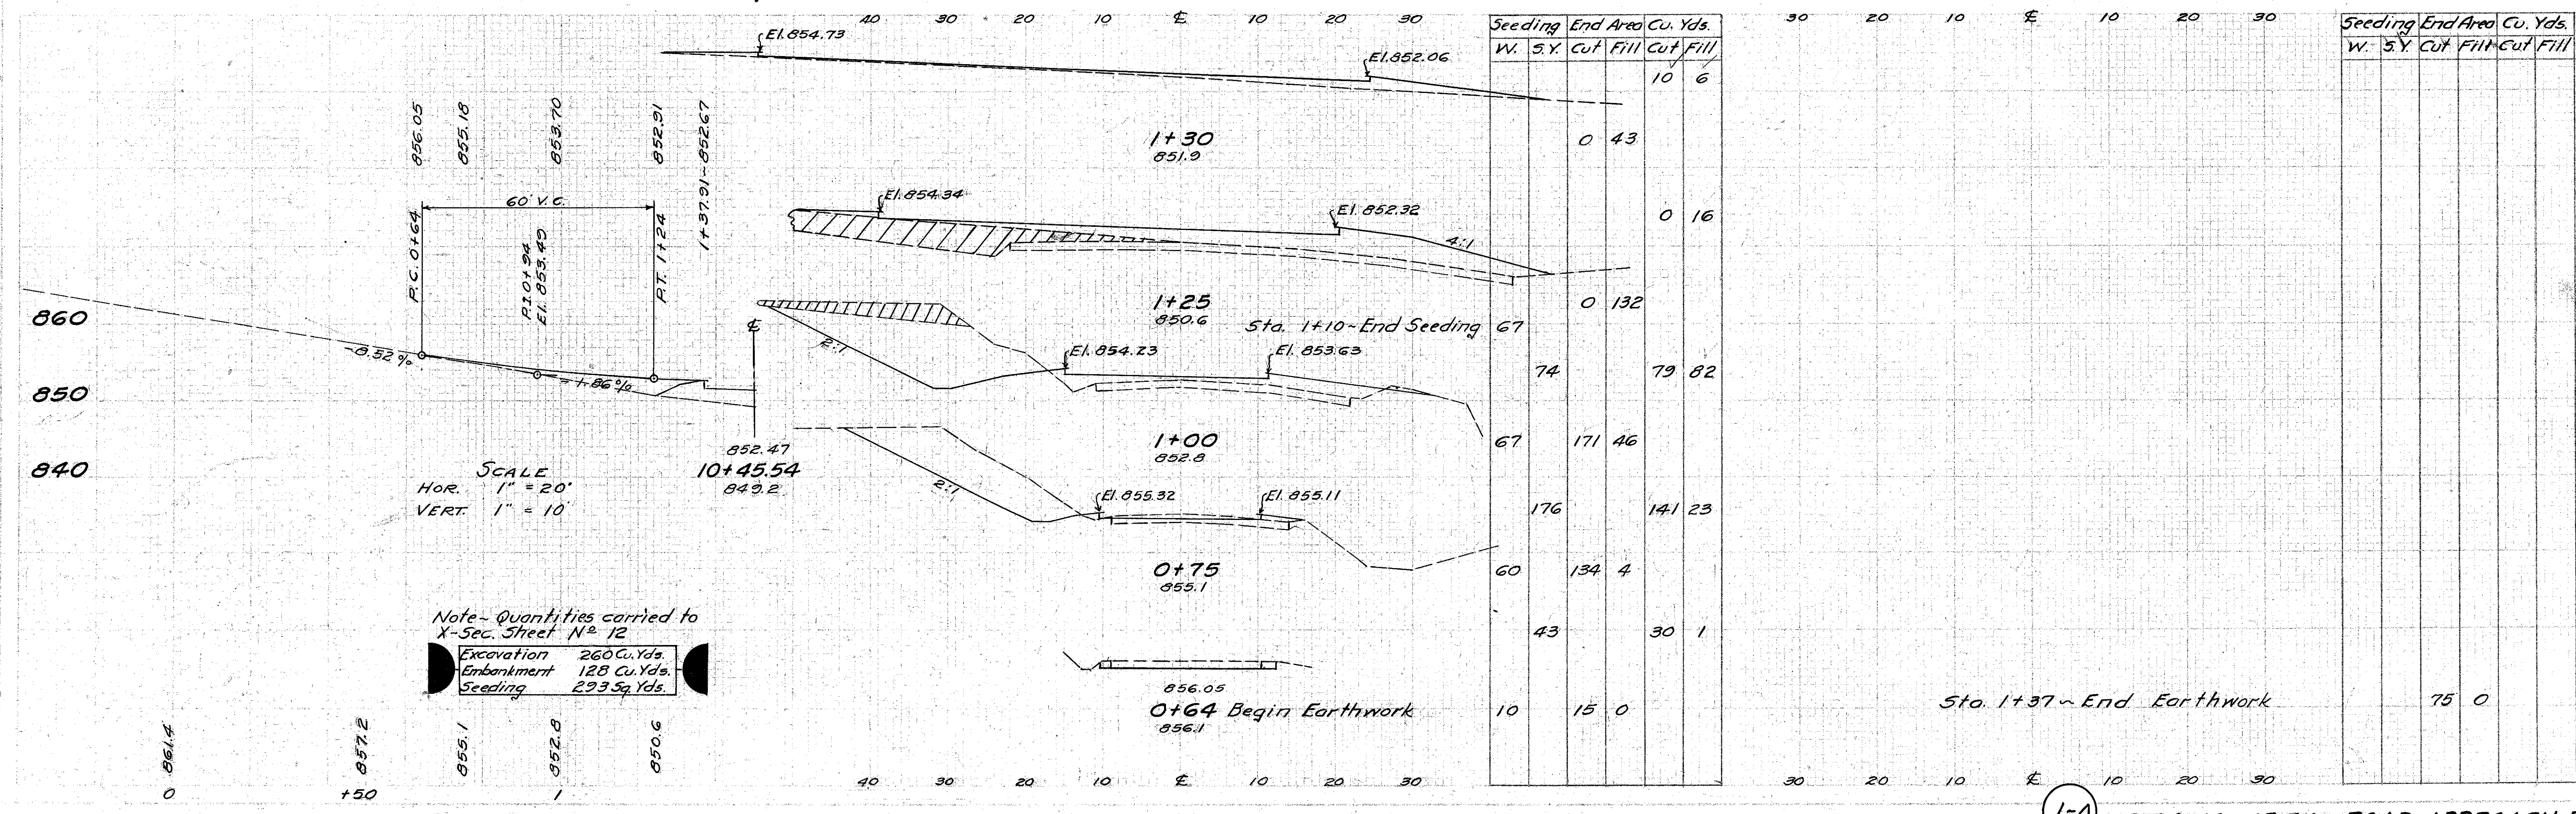 40 30 20 10 ℄ 10 20 30
Seeding End Area Cu. Yds.
W. S.Y. Cut Fill Cut Fill
30 20 10 ℄ 10 20 30
Seeding End Area Cu. Yds.
W. S.Y. Cut Fill Cut Fill
El. 854.73
El. 852.06
10 6
856.05
855.18
853.70
852.91
1+37.91~852.67
1+30
851.9
0 43
El. 854.34
El. 852.32
4:1
0 16
60' V.C.
P.C. 0+64
P.I. 0+94
El. 853.49
P.T. 1+24
860
850
840
-8.52%
-1.86%
℄
1+25
850.6
0 132
Sta. 1+10~End Seeding 67
2:1
El. 854.23
El. 853.63
74 79 82
852.47
10+45.54
849.2
1+00
852.8
67 171 46
SCALE
HOR. 1" = 20'
VERT. 1" = 10'
2:1
El. 855.32
El. 855.11
176 141 23
0+75
855.1
60 134 4
Note~Quantities carried to
X-Sec. Sheet Nº 12
Excavation 260 Cu. Yds.
Embankment 128 Cu. Yds.
Seeding 293 Sq. Yds.
43 30 1
856.05
0+64 Begin Earthwork
856.1
10 15 0
Sta. 1+37~End Earthwork
75 0
861.4
857.2
855.1
852.8
850.6
0 +50 1
40 30 20 10 ℄ 10 20 30
30 20 10 ℄ 10 20 30